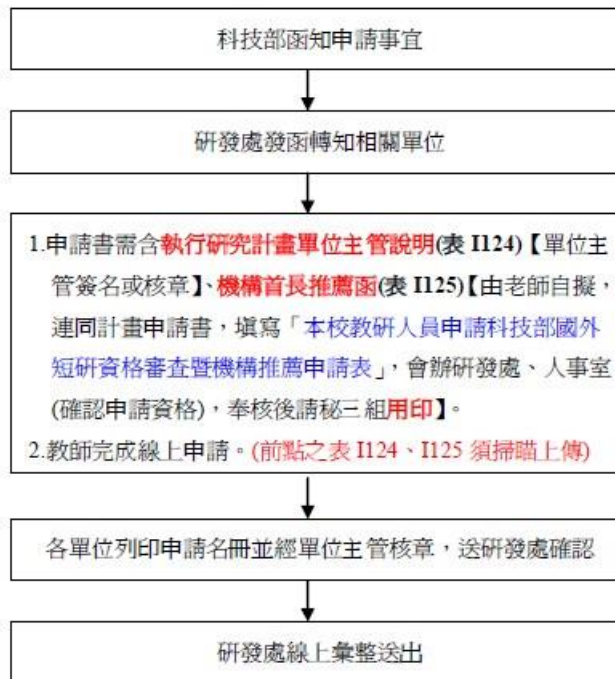 科技部函知申請事宜
研發處發函轉知相關單位
1.申請書需含執行研究計畫單位主管說明(表 I124)【單位主
管簽名或核章】、機構首長推薦函(表 I125)【由老師自擬，
連同計畫申請書，填寫「本校教研人員申請科技部國外
短研資格審查暨機構推薦申請表」，會辦研發處、人事室
(確認申請資格)，奉核後請秘三組用印】。
2.教師完成線上申請。(前點之表 I124、I125 須掃瞄上傳)
各單位列印申請名冊並經單位主管核章，送研發處確認
研發處線上彙整送出